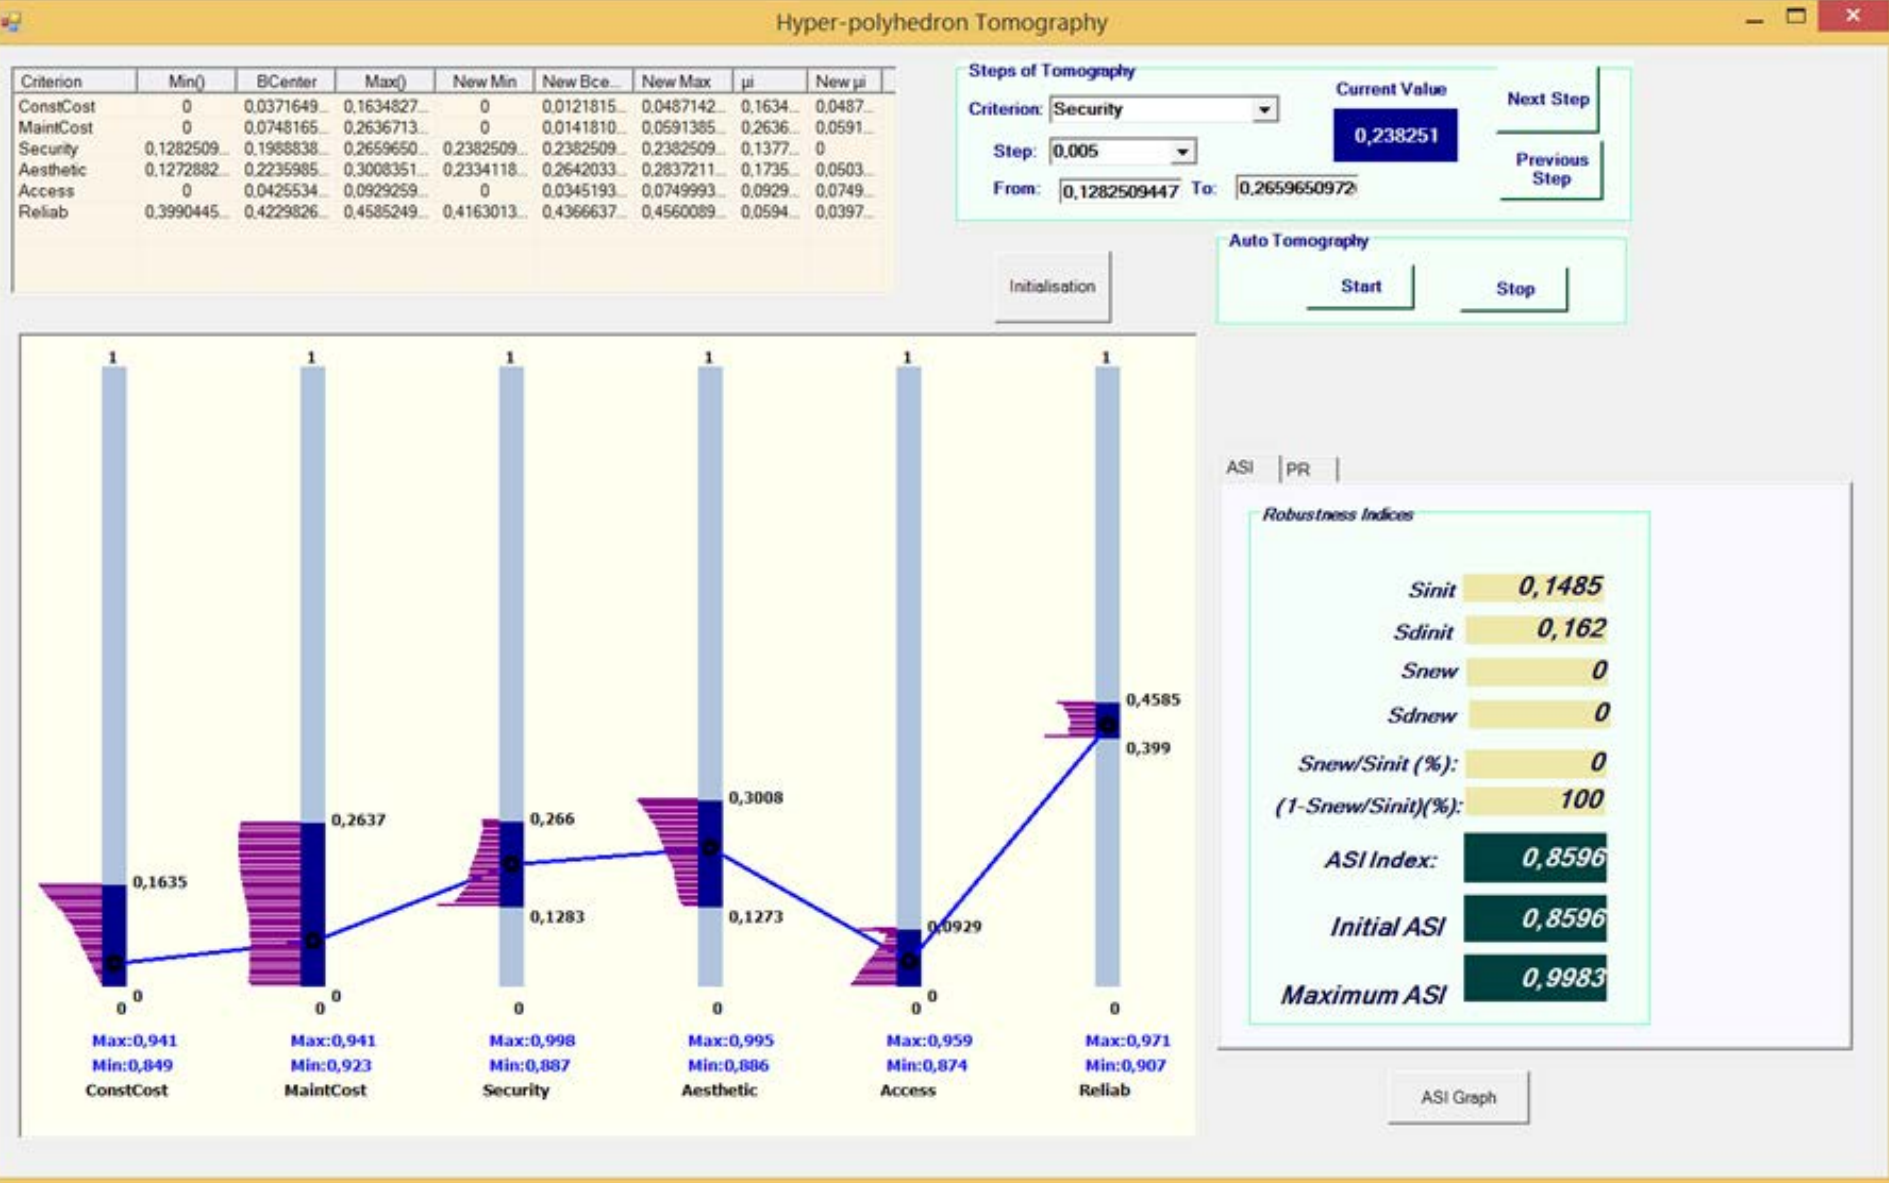 Hyper-polyhedron Tomography
Criterion Min() BCenter Max() New Min New Bce... New Max µi New µi
ConstCost 0 0,0371649... 0,1634827... 0 0,0121815... 0,0487142... 0,1634... 0,0487...
MaintCost 0 0,0748165... 0,2636713... 0 0,0141810... 0,0591385... 0,2636... 0,0591...
Security 0,1282509... 0,1988838... 0,2659650... 0,2382509... 0,2382509... 0,2382509... 0,1377... 0
Aesthetic 0,1272882... 0,2235985... 0,3008351... 0,2334118... 0,2642033... 0,2837211... 0,1735... 0,0503...
Access 0 0,0425534... 0,0929259... 0 0,0345193... 0,0749993... 0,0929... 0,0749...
Reliab 0,3990445... 0,4229826... 0,4585249... 0,4163013... 0,4366637... 0,4560089... 0,0594... 0,0397...
Steps of Tomography
Criterion: Security
Step: 0,005
From: 0,1282509447 To: 0,2659650972
Current Value
0,238251
Next Step
Previous
Step
Auto Tomography
Start Stop
Initialisation
1 1 1 1 1 1
0,4585
0,399
0,3008
0,2637 0,266
0,1635
0,1283 0,1273
0,0929
0 0 0
0 0 0 0 0 0
Max:0,941 Max:0,941 Max:0,998 Max:0,995 Max:0,959 Max:0,971
Min:0,849 Min:0,923 Min:0,887 Min:0,886 Min:0,874 Min:0,907
ConstCost MaintCost Security Aesthetic Access Reliab
ASI PR
Robustness Indices
Sinit 0,1485
Sdinit 0,162
Snew 0
Sdnew 0
Snew/Sinit (%): 0
(1-Snew/Sinit)(%): 100
ASI Index: 0,8596
Initial ASI 0,8596
Maximum ASI 0,9983
ASI Graph